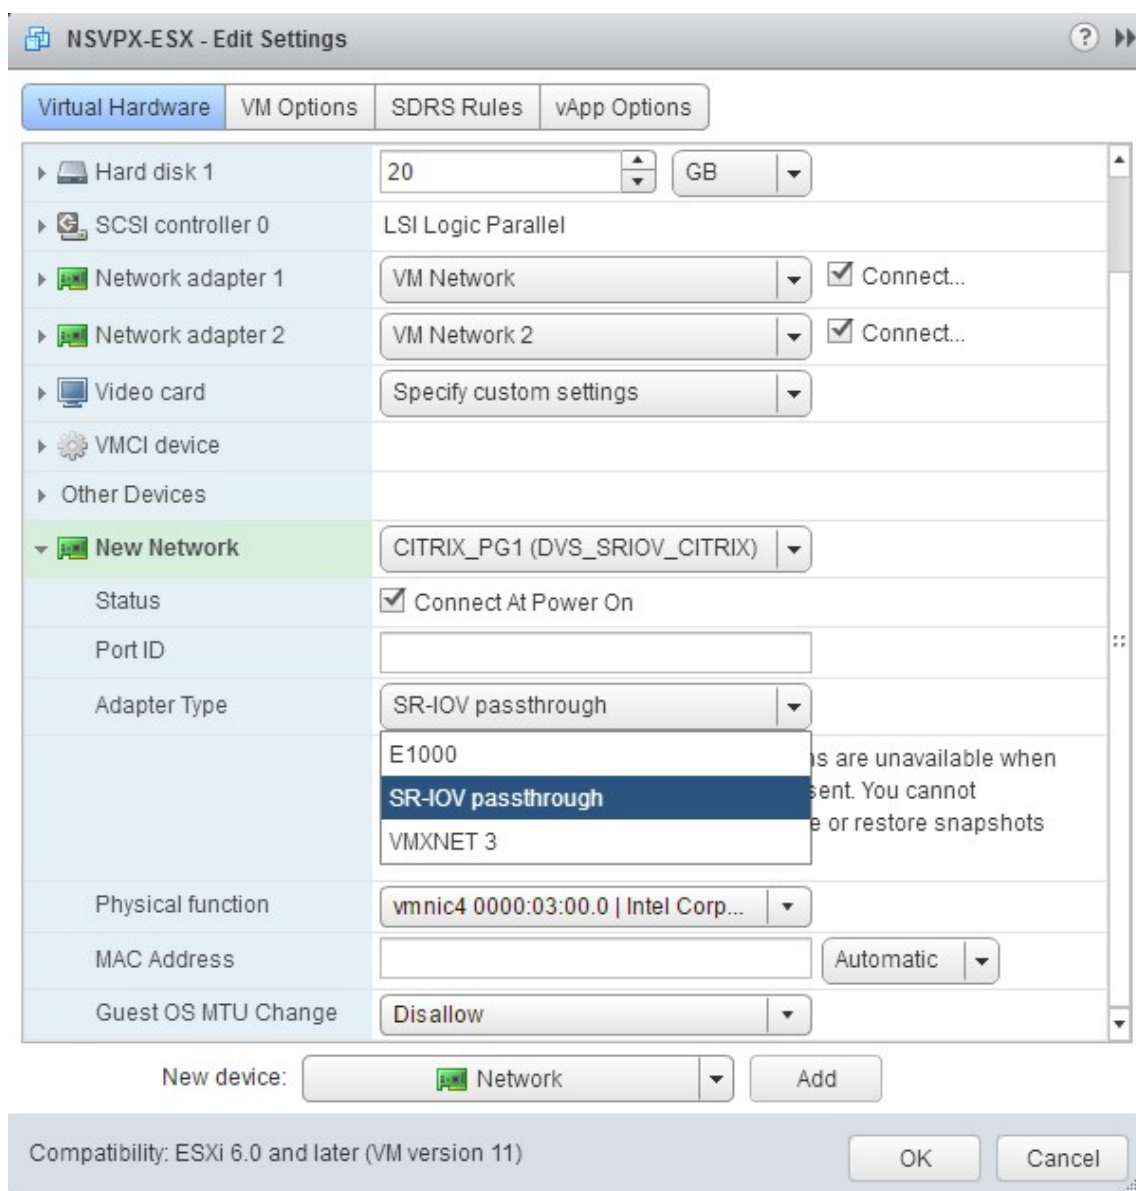 NSVPX-ESX - Edit Settings ?
Virtual Hardware VM Options SDRS Rules vApp Options
Hard disk 1 20 GB
SCSI controller 0 LSI Logic Parallel
Network adapter 1 VM Network Connect...
Network adapter 2 VM Network 2 Connect...
Video card Specify custom settings
VMCI device
Other Devices
New Network CITRIX_PG1 (DVS_SRIOV_CITRIX)
Status Connect At Power On
Port ID
Adapter Type SR-IOV passthrough
E1000 ns are unavailable when
SR-IOV passthrough sent. You cannot
VMXNET 3 e or restore snapshots
Physical function vmnic4 0000:03:00.0 | Intel Corp...
MAC Address Automatic
Guest OS MTU Change Disallow
New device: Network Add
Compatibility: ESXi 6.0 and later (VM version 11) OK Cancel